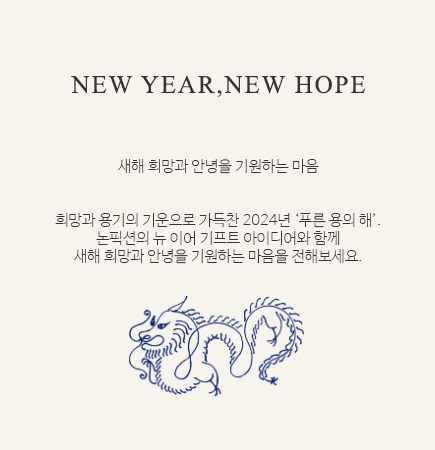 NEW YEAR,NEW HOPE
새해 희망과 안녕을 기원하는 마음
희망과 용기의 기운으로 가득찬 2024년 ‘푸른 용의 해’.
논픽션의 뉴 이어 기프트 아이디어와 함께
새해 희망과 안녕을 기원하는 마음을 전해보세요.